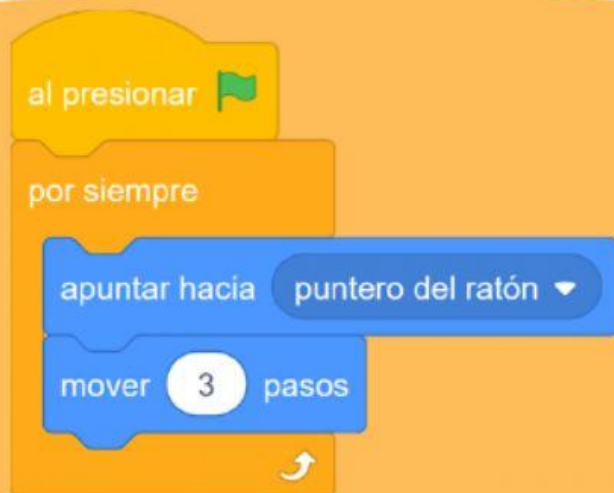 al presionar
por siempre
apuntar hacia puntero del ratón
mover 3 pasos